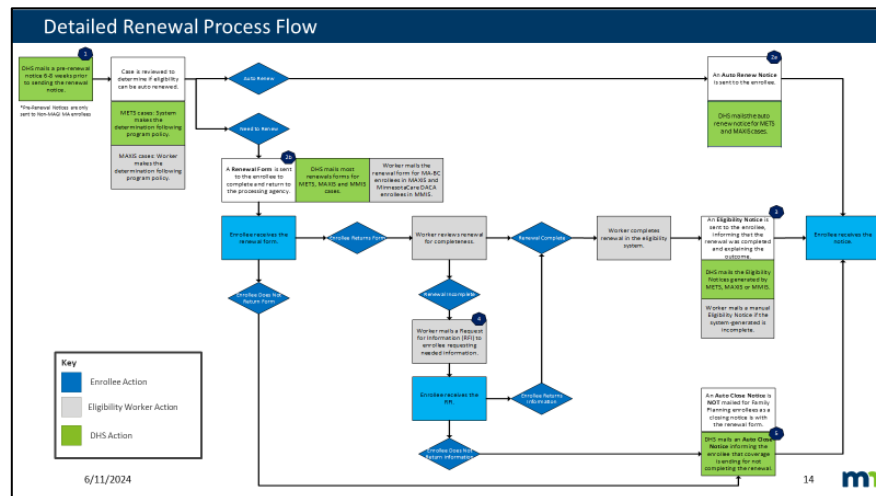 Detailed Renewal Process Flow
1
DHS mails a pre-renewal
notice 6-8 weeks prior
to sending the renewal
notice.
*Pre-Renewal Notices are only
sent to Non-MAGI MA enrollees
Case is reviewed to
determine if eligibility
can be auto renewed.
METS cases: System
makes the
determination following
program policy.
MAXIS cases: Worker
makes the
determination following
program policy.
Auto Renew
Need to Renew
2a
An Auto Renew Notice
is sent to the enrollee.
DHS mails the auto
renew notice for METS
and MAXIS cases.
2b
A Renewal Form is sent
to the enrollee to
complete and return to
the processing agency.
DHS mails most
renewals forms for
METS, MAXIS and MMIS
cases.
Worker mails the
renewal form for MA-BC
enrollees in MAXIS and
MinnesotaCare DACA
enrollees in MMIS.
Enrollee receives the
renewal form.
Enrollee Returns Form
Worker reviews renewal
for completeness.
Renewal Complete
Worker completes
renewal in the eligibility
system.
3
An Eligibility Notice is
sent to the enrollee,
informing that the
renewal was completed
and explaining the
outcome.
DHS mails the Eligibility
Notices generated by
METS, MAXIS or MMIS.
Worker mails a manual
Eligibility Notice if the
system-generated is
incomplete.
Enrollee receives the
notice.
Enrollee Does Not
Return Form
Renewal Incomplete
4
Worker mails a Request
for Information (RFI) to
enrollee requesting
needed information.
Enrollee receives the
RFI.
Enrollee Returns
Information
Enrollee Does Not
Return Information
An Auto Close Notice is
NOT mailed for Family
Planning enrollees as a
closing notice is with
the renewal form.
5
DHS mails an Auto Close
Notice informing the
enrollee that coverage
is ending for not
completing the renewal.
Key
Enrollee Action
Eligibility Worker Action
DHS Action
6/11/2024
14